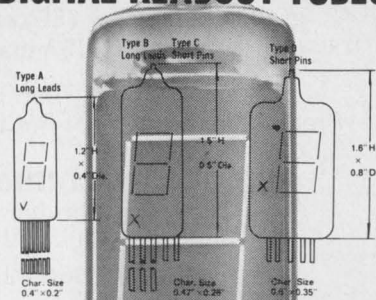 DIGITAL READOUT TUBES
Type B Type C
Long Leads Short Pins
Type D
Short Pins
Type A
Long Leads
1.2" H
×
0.4" Dia.
1.5" H
×
0.5" Dia.
1.6" H
×
0.8" D
Char. Size
0.4" ×0.2"
Char. Size
0.47" ×0.26"
Char. Size
0.6" ×0.35"